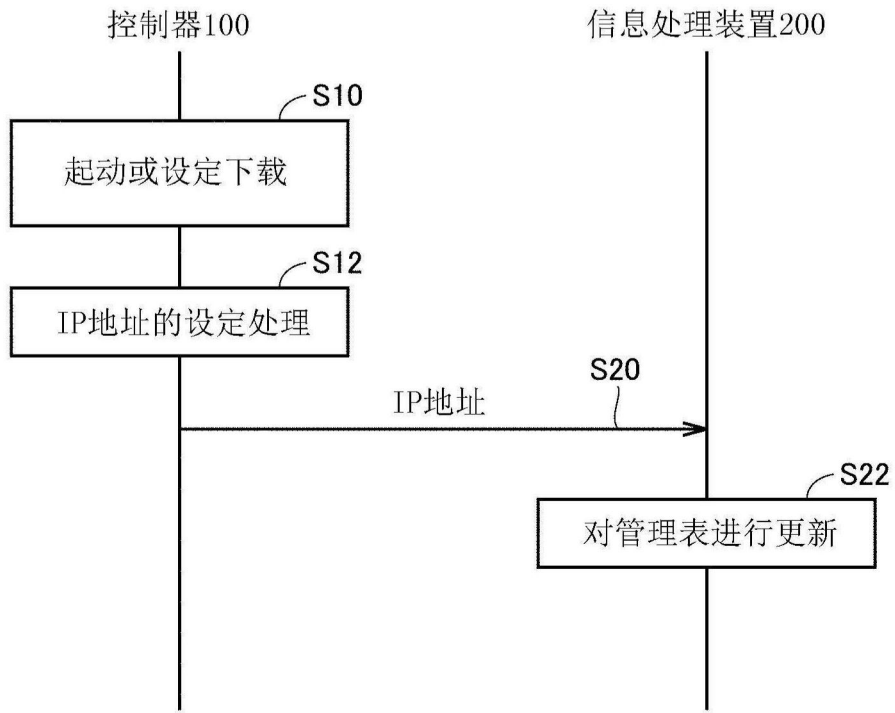 控制器100
信息处理装置200
S10
起动或设定下载
S12
IP地址的设定处理
S20
IP地址
S22
对管理表进行更新